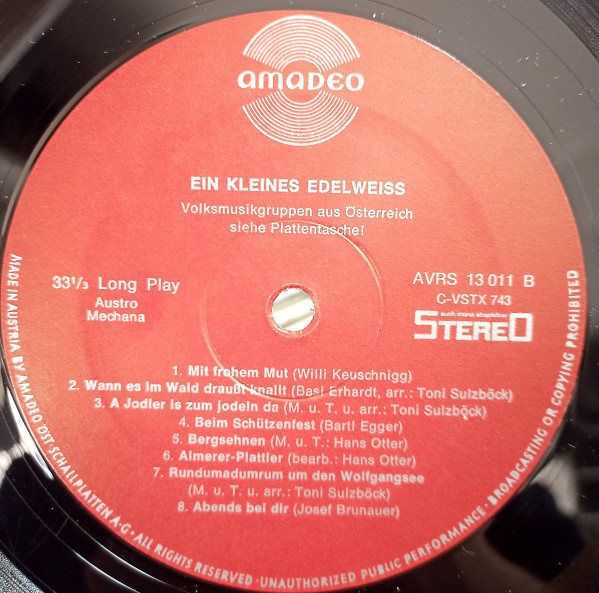 amadeo
EIN KLEINES EDELWEISS
Volksmusikgruppen aus Österreich
siehe Plattentasche!
33⅓ Long Play
Austro
Mechana
AVRS 13 011 B
C-VSTX 743
auch mono abspielbar
STEREO
1. Mit frohem Mut (Willi Keuschnigg)
2. Wann es im Wald draußt knallt (Basl Erhardt, arr.: Toni Sulzböck)
3. A Jodler is zum jodeln da (M. u. T. u. arr.: Toni Sulzböck)
4. Beim Schützenfest (Bartl Egger)
5. Bergsehnen (M. u. T.: Hans Otter)
6. Almerer-Plattler (bearb.: Hans Otter)
7. Rundumadumrum um den Wolfgangsee
(M. u. T. u. arr.: Toni Sulzböck)
8. Abends bei dir (Josef Brunauer)
MADE IN AUSTRIA BY AMADEO ÖST. SCHALLPLATTEN A·G · ALL RIGHTS RESERVED · UNAUTHORIZED PUBLIC PERFORMANCE · BROADCASTING OR COPYING PROHIBITED